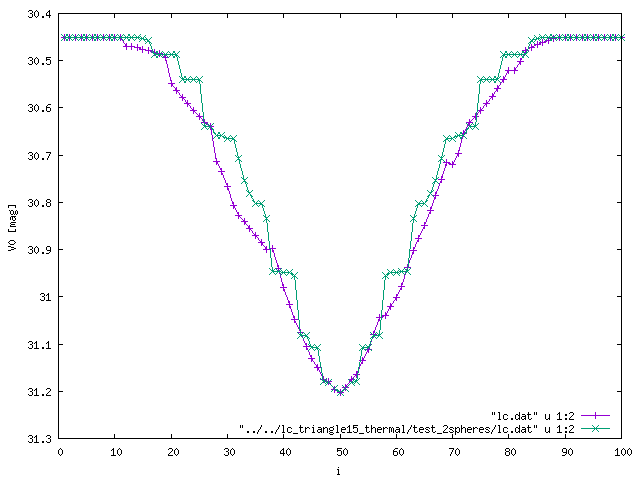 30.4
30.5
30.6
30.7
30.8
30.9
31
31.1
31.2
31.3
V0 [mag]
"lc.dat" u 1:2
"../../lc_triangle15_thermal/test_2spheres/lc.dat" u 1:2
0 10 20 30 40 50 60 70 80 90 100
i